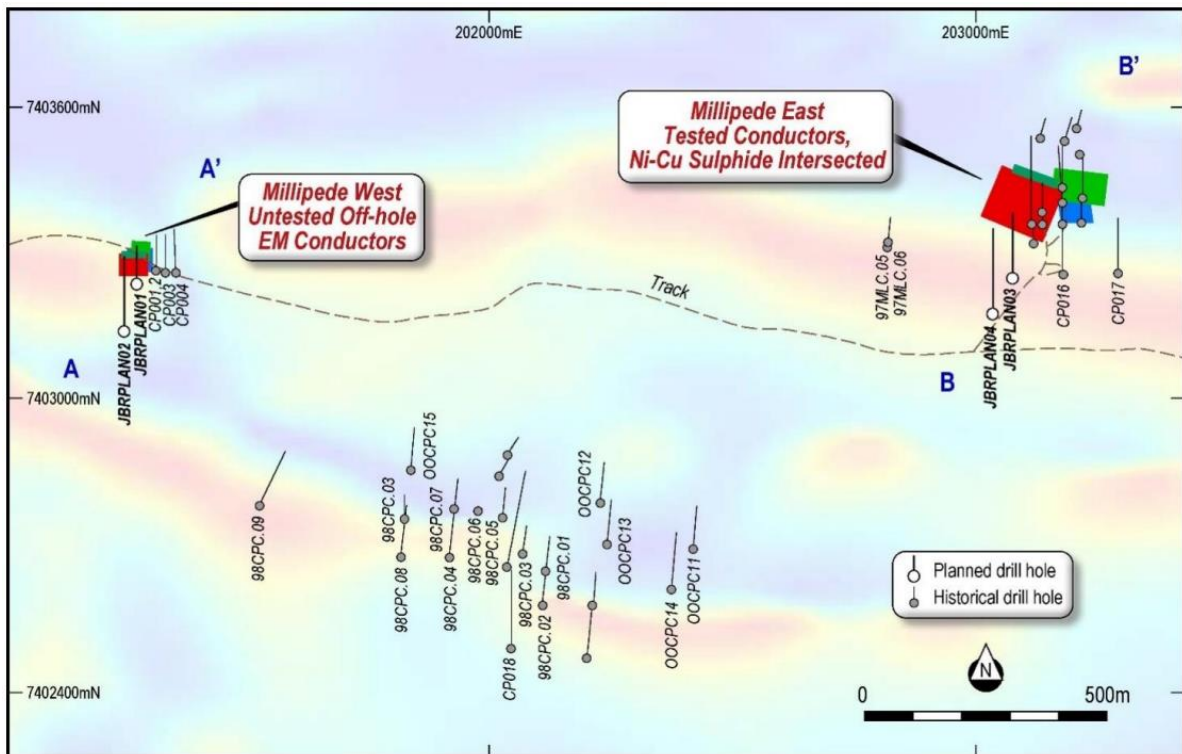 202000mE
203000mE
B'
7403600mN
Millipede East
Tested Conductors,
Ni-Cu Sulphide Intersected
A'
Millipede West
Untested Off-hole
EM Conductors
Track
97MLC.05
97MLC.06
CP001,2
CP003
CP004
JBRPLAN01
JBRPLAN02
CP016
CP017
JBRPLAN03
JBRPLAN04
A
B
7403000mN
OOCPC15
OOCPC12
98CPC.03
98CPC.07
98CPC.06
98CPC.05
98CPC.09
98CPC.08
98CPC.04
98CPC.03
98CPC.01
OOCPC13
OOCPC11
OOCPC14
98CPC.02
CP018
Planned drill hole
Historical drill hole
N
7402400mN
0
500m